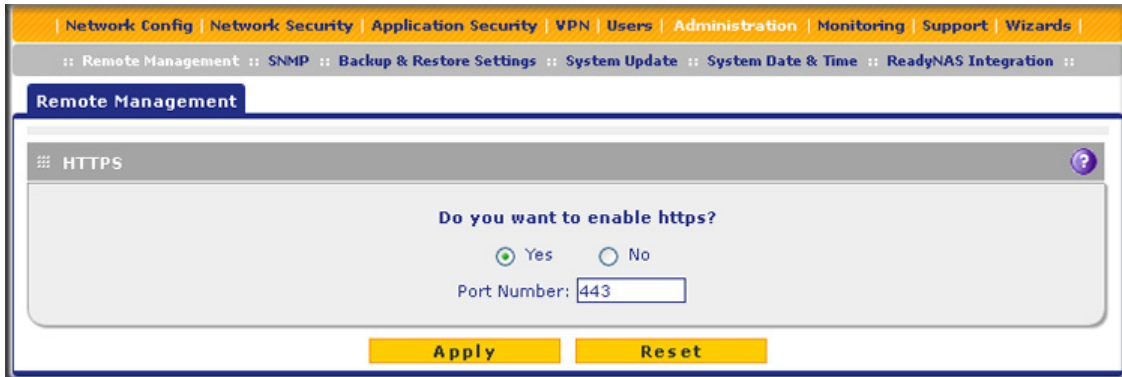 | Network Config | Network Security | Application Security | VPN | Users | Administration | Monitoring | Support | Wizards |
:: Remote Management :: SNMP :: Backup & Restore Settings :: System Update :: System Date & Time :: ReadyNAS Integration ::
Remote Management
HTTPS
?
Do you want to enable https?
Yes No
Port Number: 443
Apply Reset